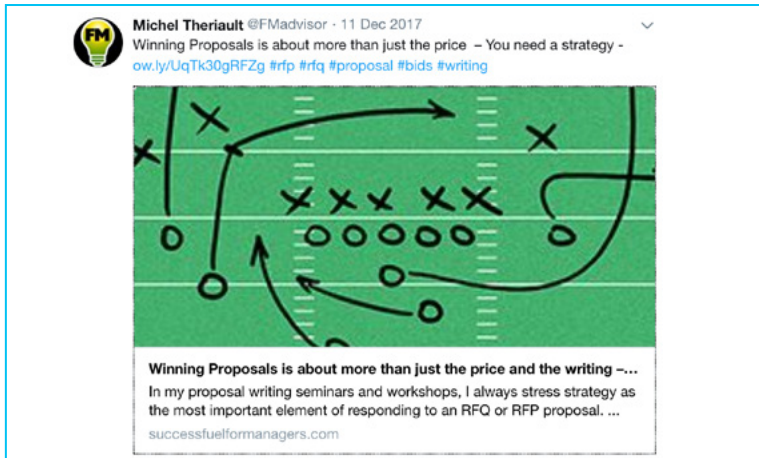 FM
Michel Theriault @FMadvisor · 11 Dec 2017
Winning Proposals is about more than just the price – You need a strategy -
ow.ly/UqTk30gRFZg #rfp #rfq #proposal #bids #writing
Winning Proposals is about more than just the price and the writing –...
In my proposal writing seminars and workshops, I always stress strategy as
the most important element of responding to an RFQ or RFP proposal. ...
successfuelformanagers.com